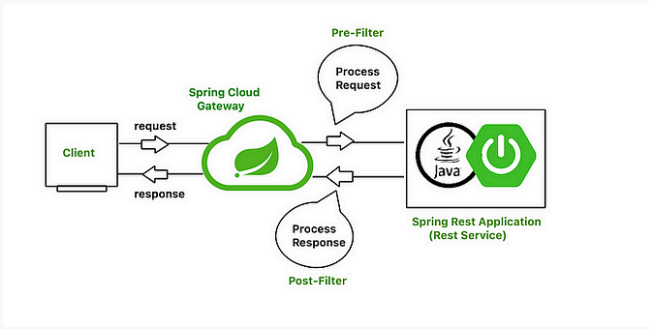 Pre-Filter
Process
Request
Spring Cloud
Gateway
request
Client
response
Java
Spring Rest Application
(Rest Service)
Process
Response
Post-Filter